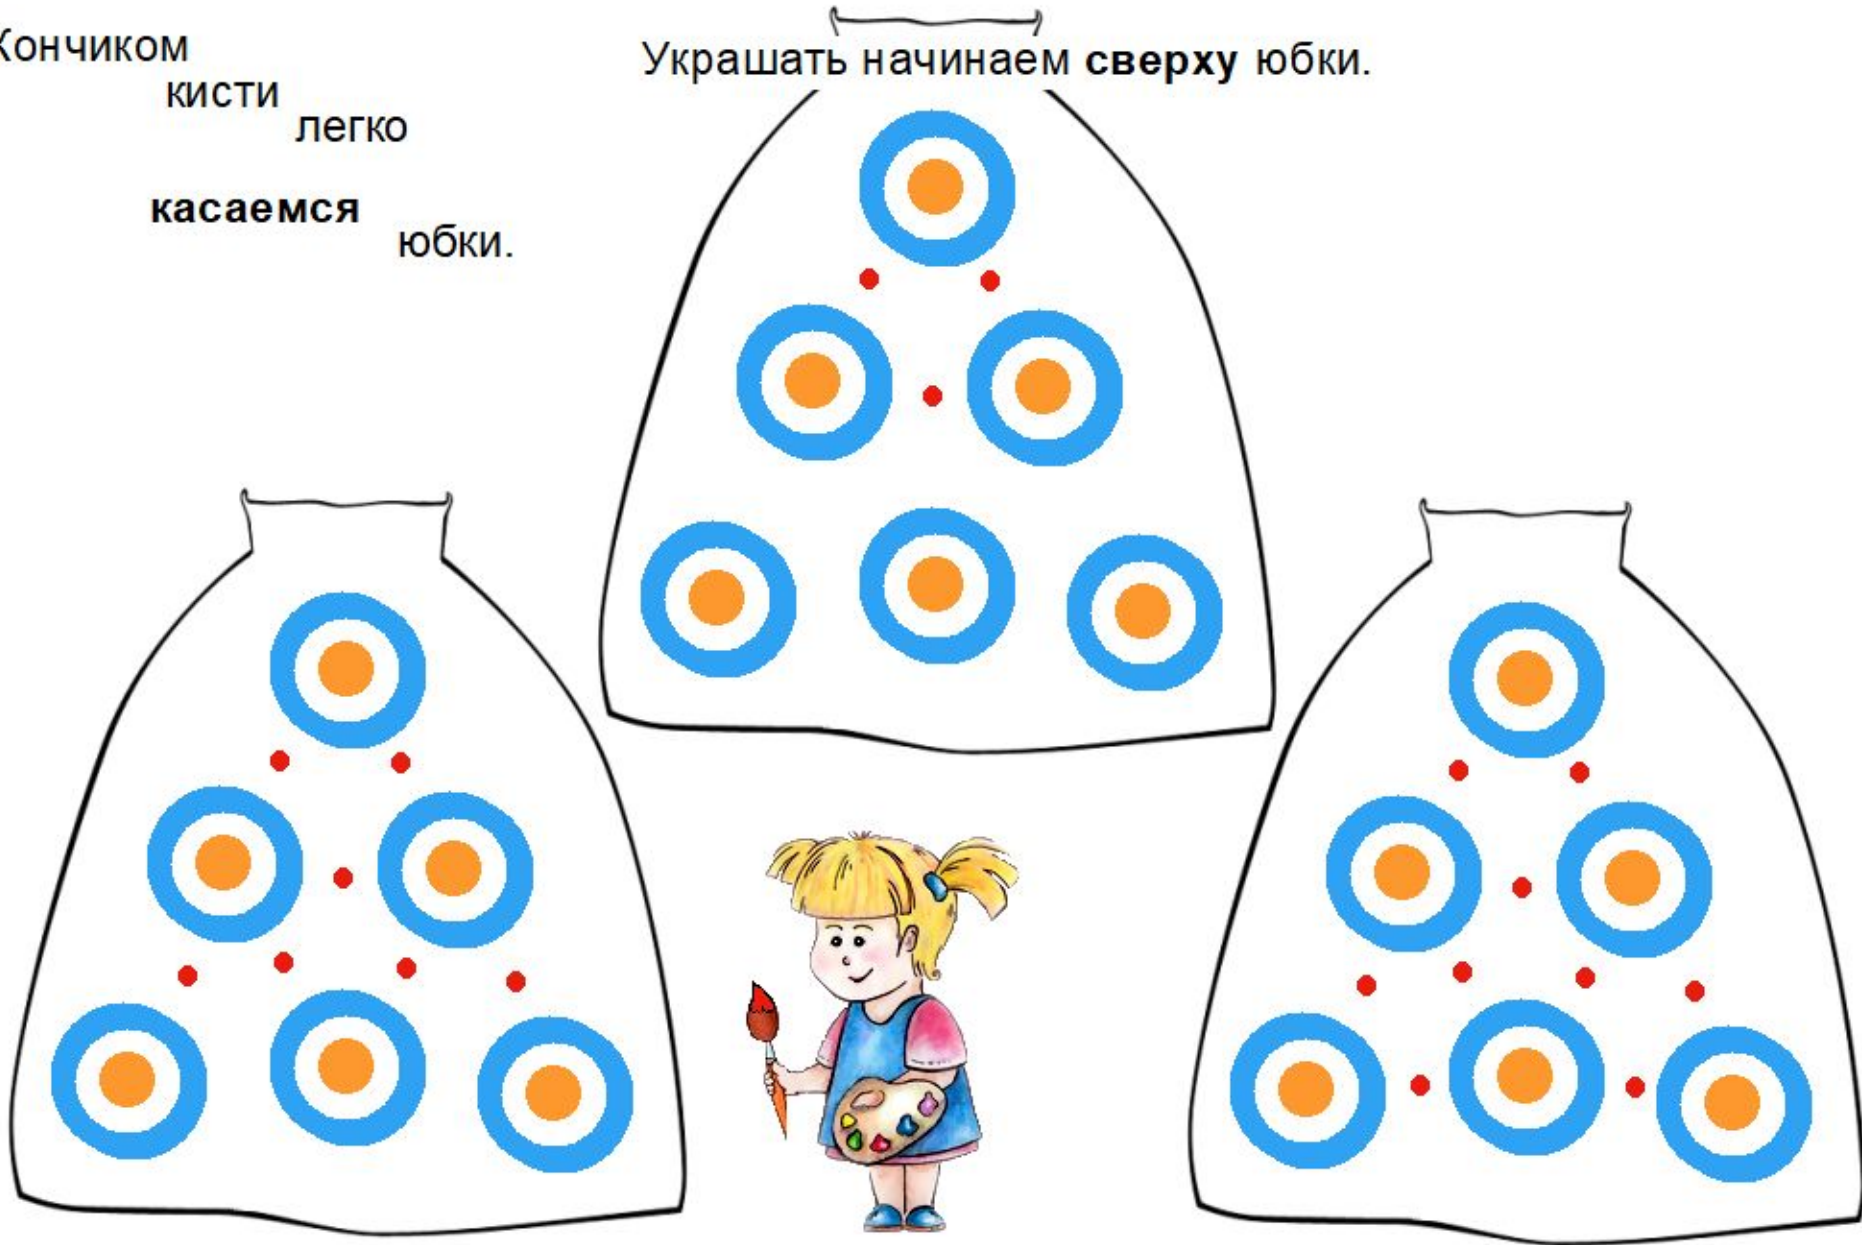 Кончиком
кисти
легко
касаемся
юбки.
Украшать начинаем сверху юбки.